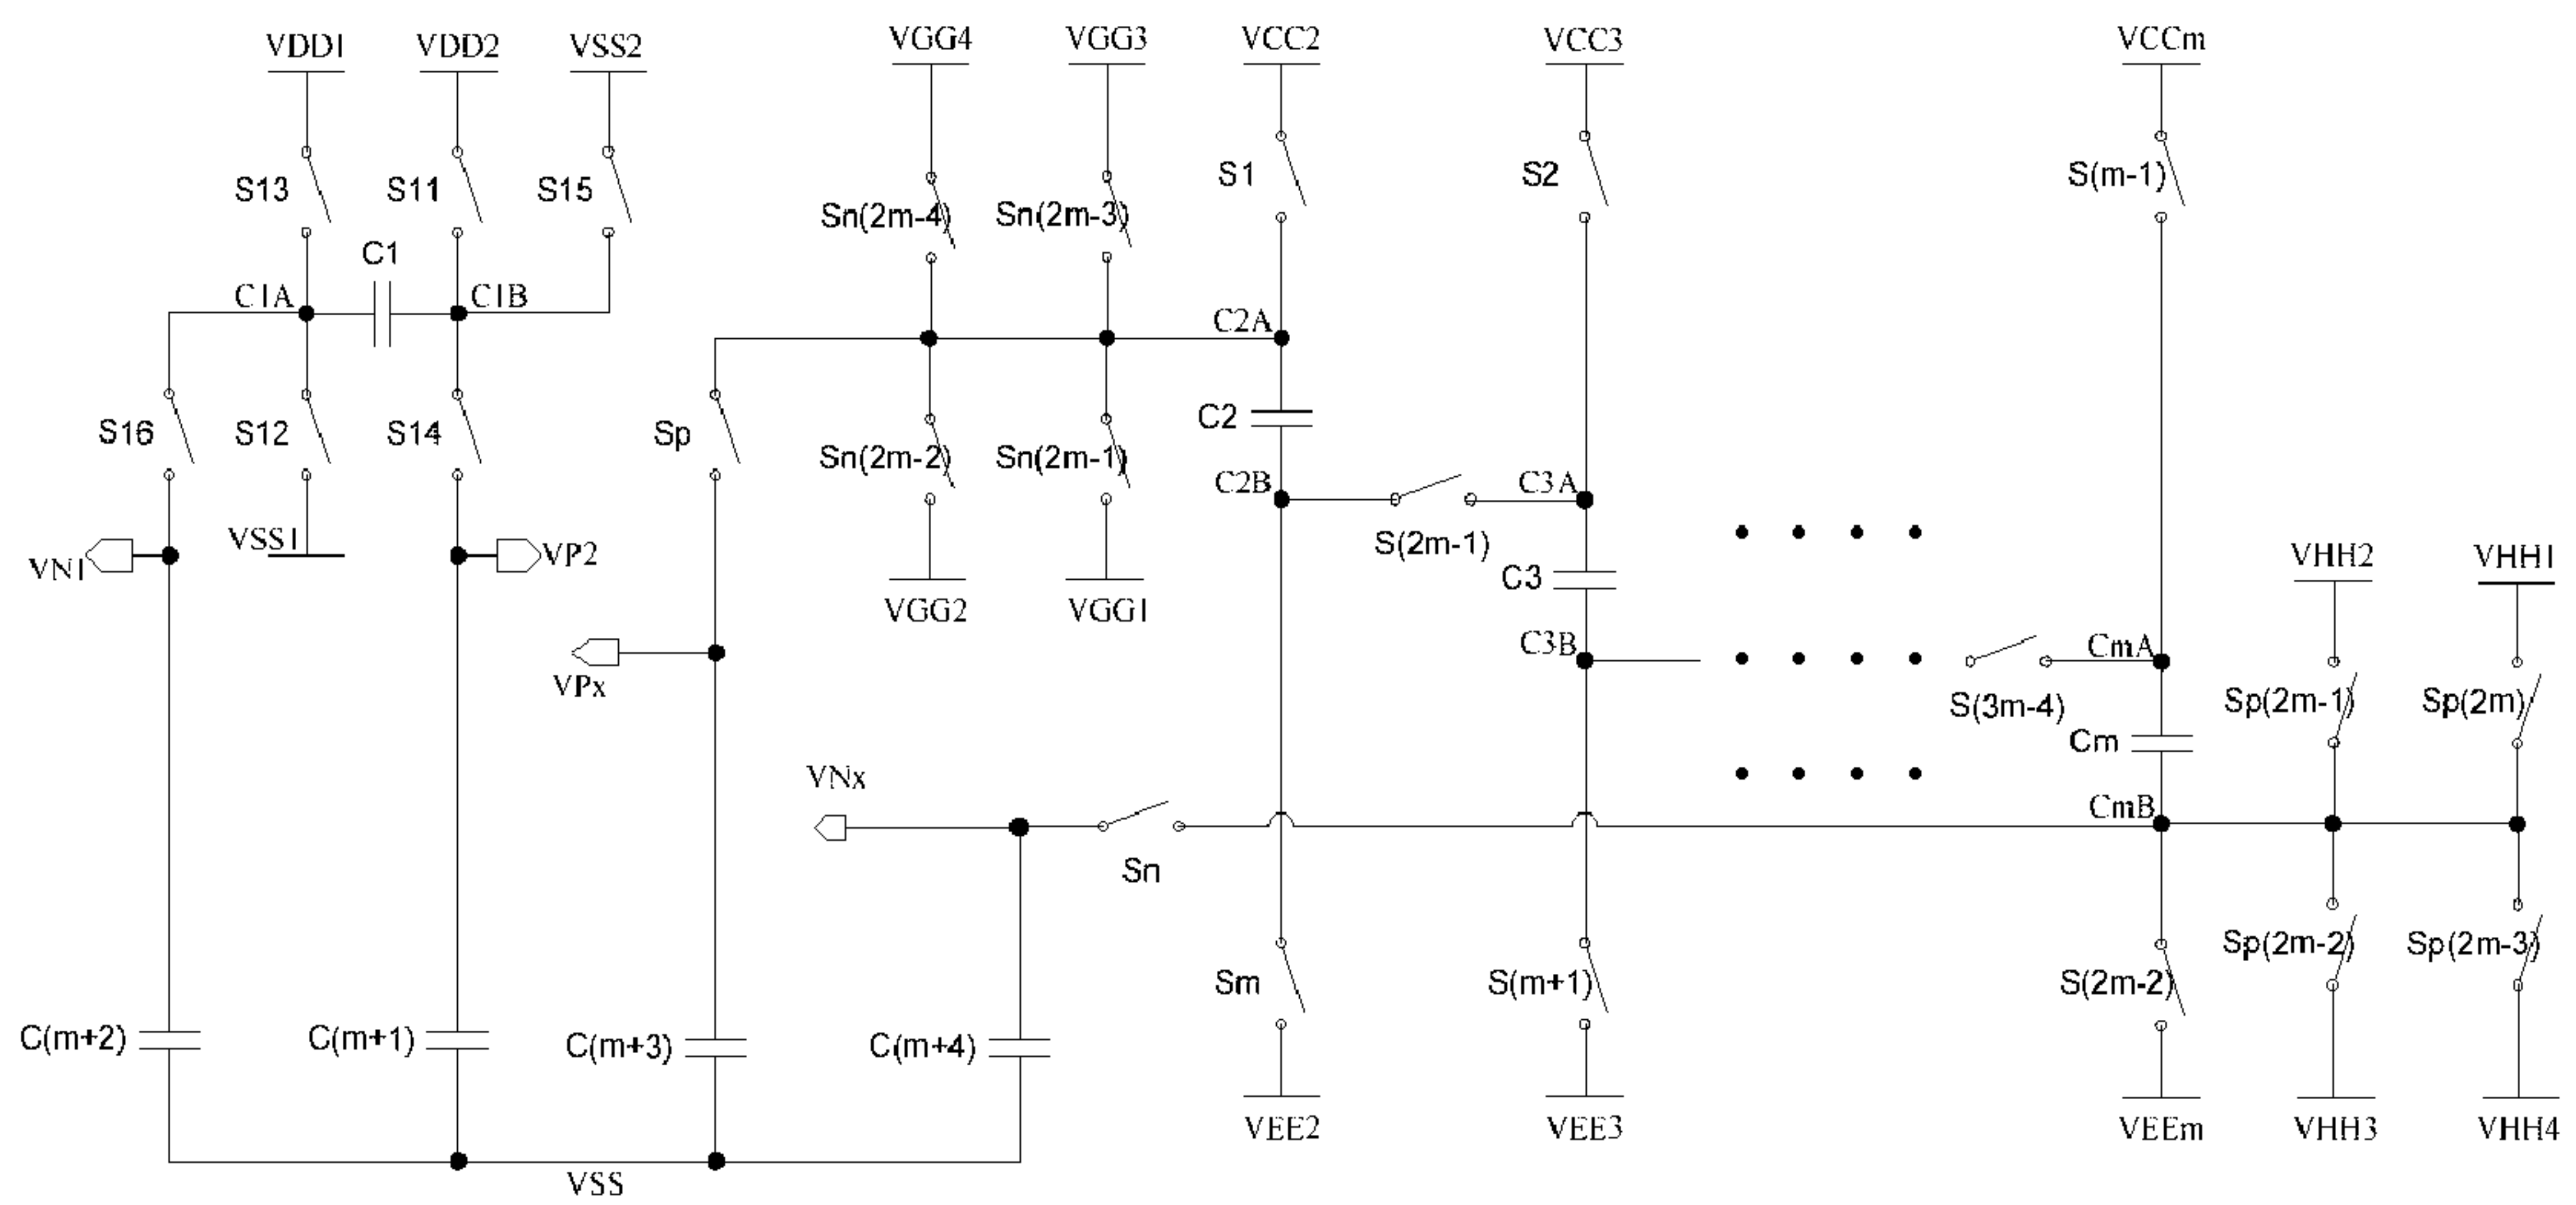 VDD1 VDD2 VSS2 VGG4 VGG3 VCC2 VCC3 VCCm
S13 S11 S15 Sn(2m-4) Sn(2m-3) S1 S2 S(m-1)
C1
C1A C1B C2A
S16 S12 S14 Sp Sn(2m-2) Sn(2m-1) C2
C2B C3A
VN1 VSS1 VP2 S(2m-1) VHH2 VHH1
VGG2 VGG1 C3
C3B CmA
VPx S(3m-4) Sp(2m-1) Sp(2m)
Cm
VNx CmB
Sn
Sm S(m+1) S(2m-2) Sp(2m-2) Sp(2m-3)
C(m+2) C(m+1) C(m+3) C(m+4)
VEE2 VEE3 VEEm VHH3 VHH4
VSS